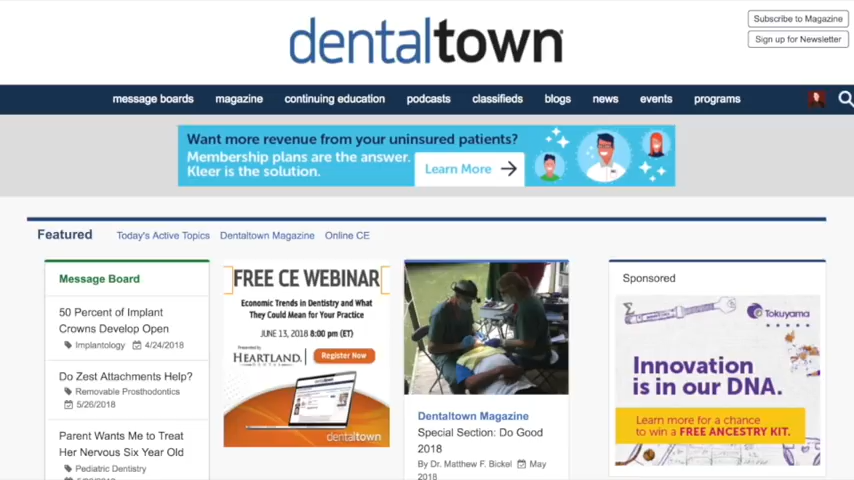 dentaltown
Subscribe to Magazine
Sign up for Newsletter
message boards magazine continuing education podcasts classifieds blogs news events programs
Want more revenue from your uninsured patients?
Membership plans are the answer.
Kleer is the solution.
Learn More
Featured
Today's Active Topics Dentaltown Magazine Online CE
Message Board
50 Percent of Implant
Crowns Develop Open
Implantology 4/24/2018
Do Zest Attachments Help?
Removable Prosthodontics
5/26/2018
Parent Wants Me to Treat
Her Nervous Six Year Old
Pediatric Dentistry
FREE CE WEBINAR
Economic Trends in Dentistry and What
They Could Mean for Your Practice
JUNE 13, 2018 8:00 pm (ET)
Presented by
HEARTLAND
DENTAL
Register Now
dentaltown
Dentaltown Magazine
Special Section: Do Good
2018
By Dr. Matthew F. Bickel May
2018
Sponsored
Tokuyama
Innovation
is in our DNA.
Learn more for a chance
to win a FREE ANCESTRY KIT.